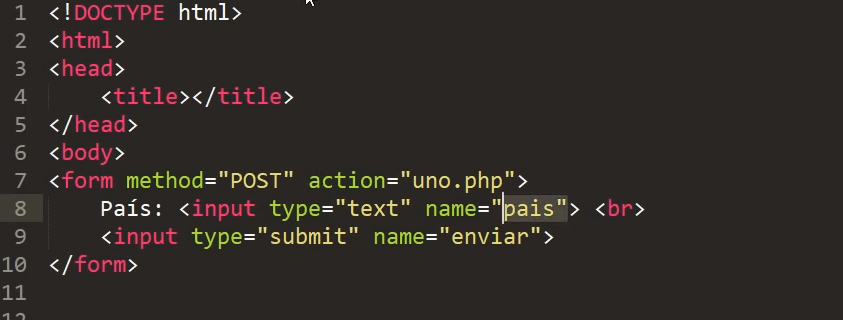 1 <!DOCTYPE html>
2 <html>
3 <head>
4     <title></title>
5 </head>
6 <body>
7 <form method="POST" action="uno.php">
8     País: <input type="text" name="pais"> <br>
9     <input type="submit" name="enviar">
10 </form>
11
12